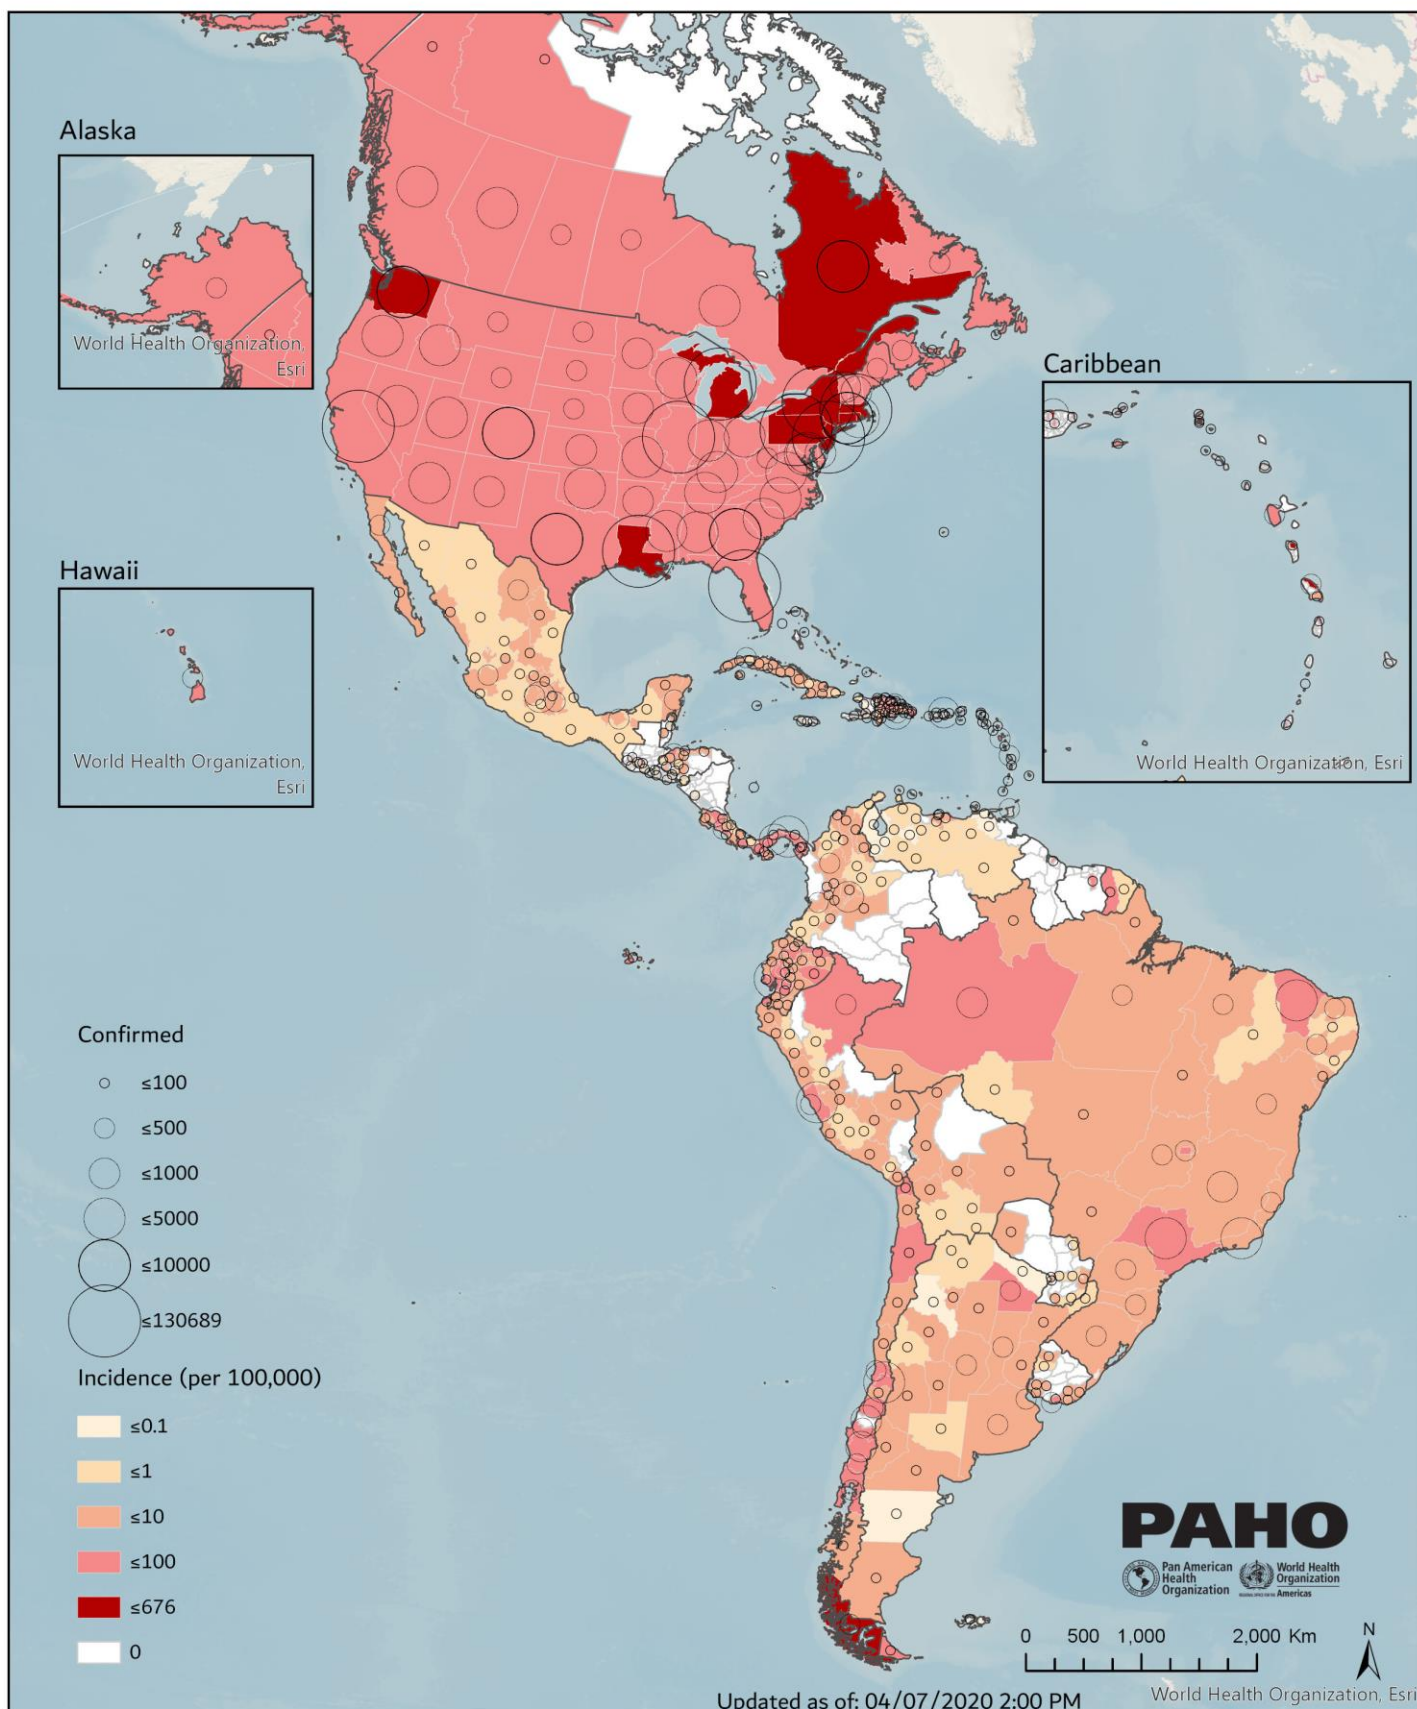 Alaska
World Health Organization,
Esri
Caribbean
World Health Organization, Esri
Hawaii
World Health Organization,
Esri
Confirmed
≤100
≤500
≤1000
≤5000
≤10000
≤130689
Incidence (per 100,000)
≤0.1
≤1
≤10
≤100
≤676
0
PAHO
Pan American
Health
Organization
World Health
Organization
Americas
0 500 1,000 2,000 Km
N
World Health Organization, Esri
Updated as of: 04/07/2020 2:00 PM